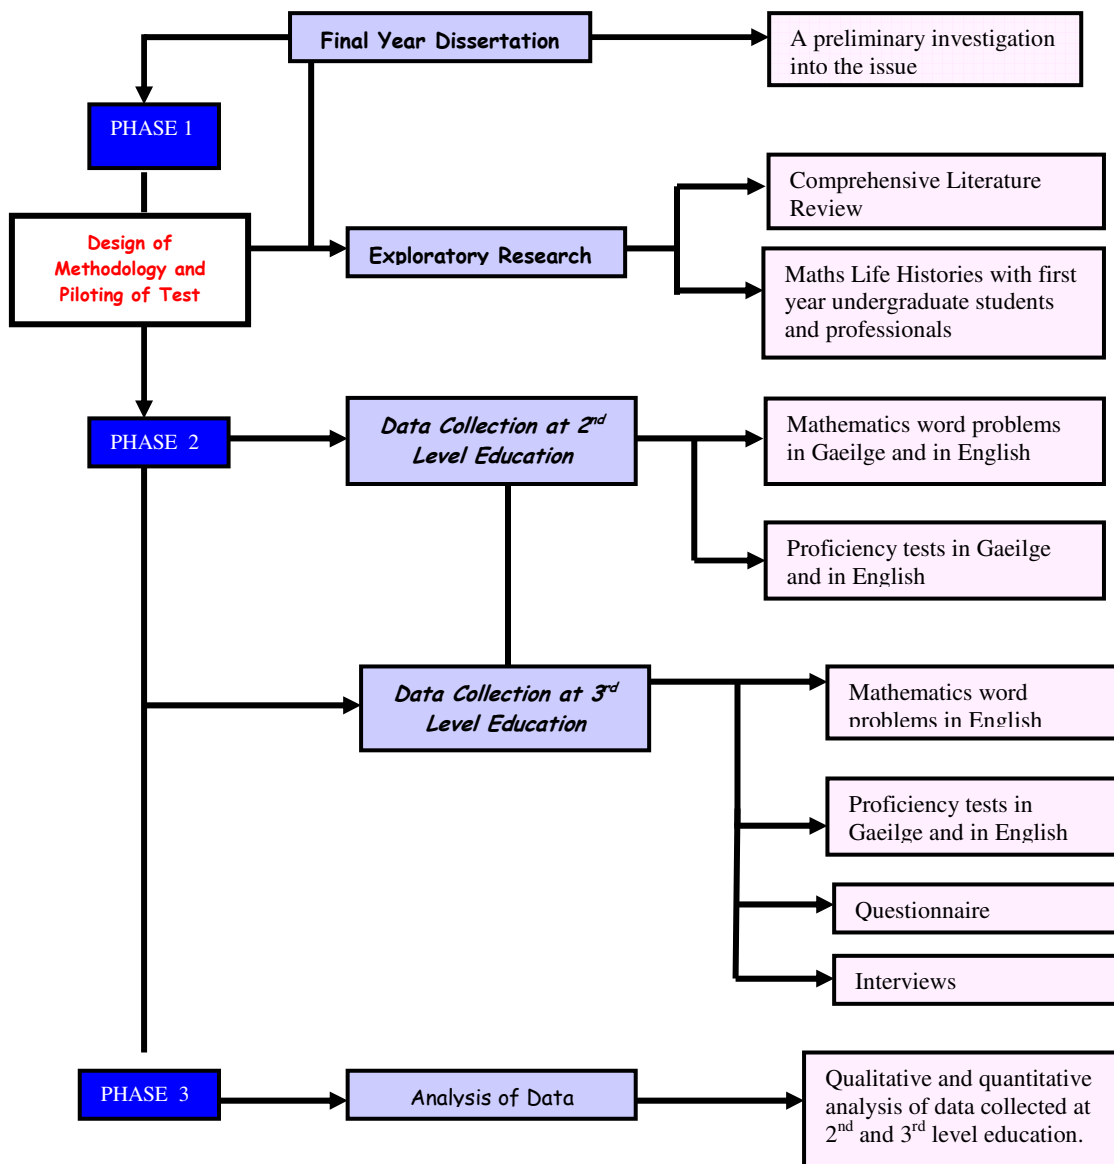 Final Year Dissertation
A preliminary investigation
into the issue
PHASE 1
Design of
Methodology and
Piloting of Test
Exploratory Research
Comprehensive Literature
Review
Maths Life Histories with first
year undergraduate students
and professionals
PHASE 2
Data Collection at 2nd
Level Education
Mathematics word problems
in Gaeilge and in English
Proficiency tests in Gaeilge
and in English
Data Collection at 3rd
Level Education
Mathematics word
problems in English
Proficiency tests in
Gaeilge and in English
Questionnaire
Interviews
PHASE 3
Analysis of Data
Qualitative and quantitative
analysis of data collected at
2nd and 3rd level education.